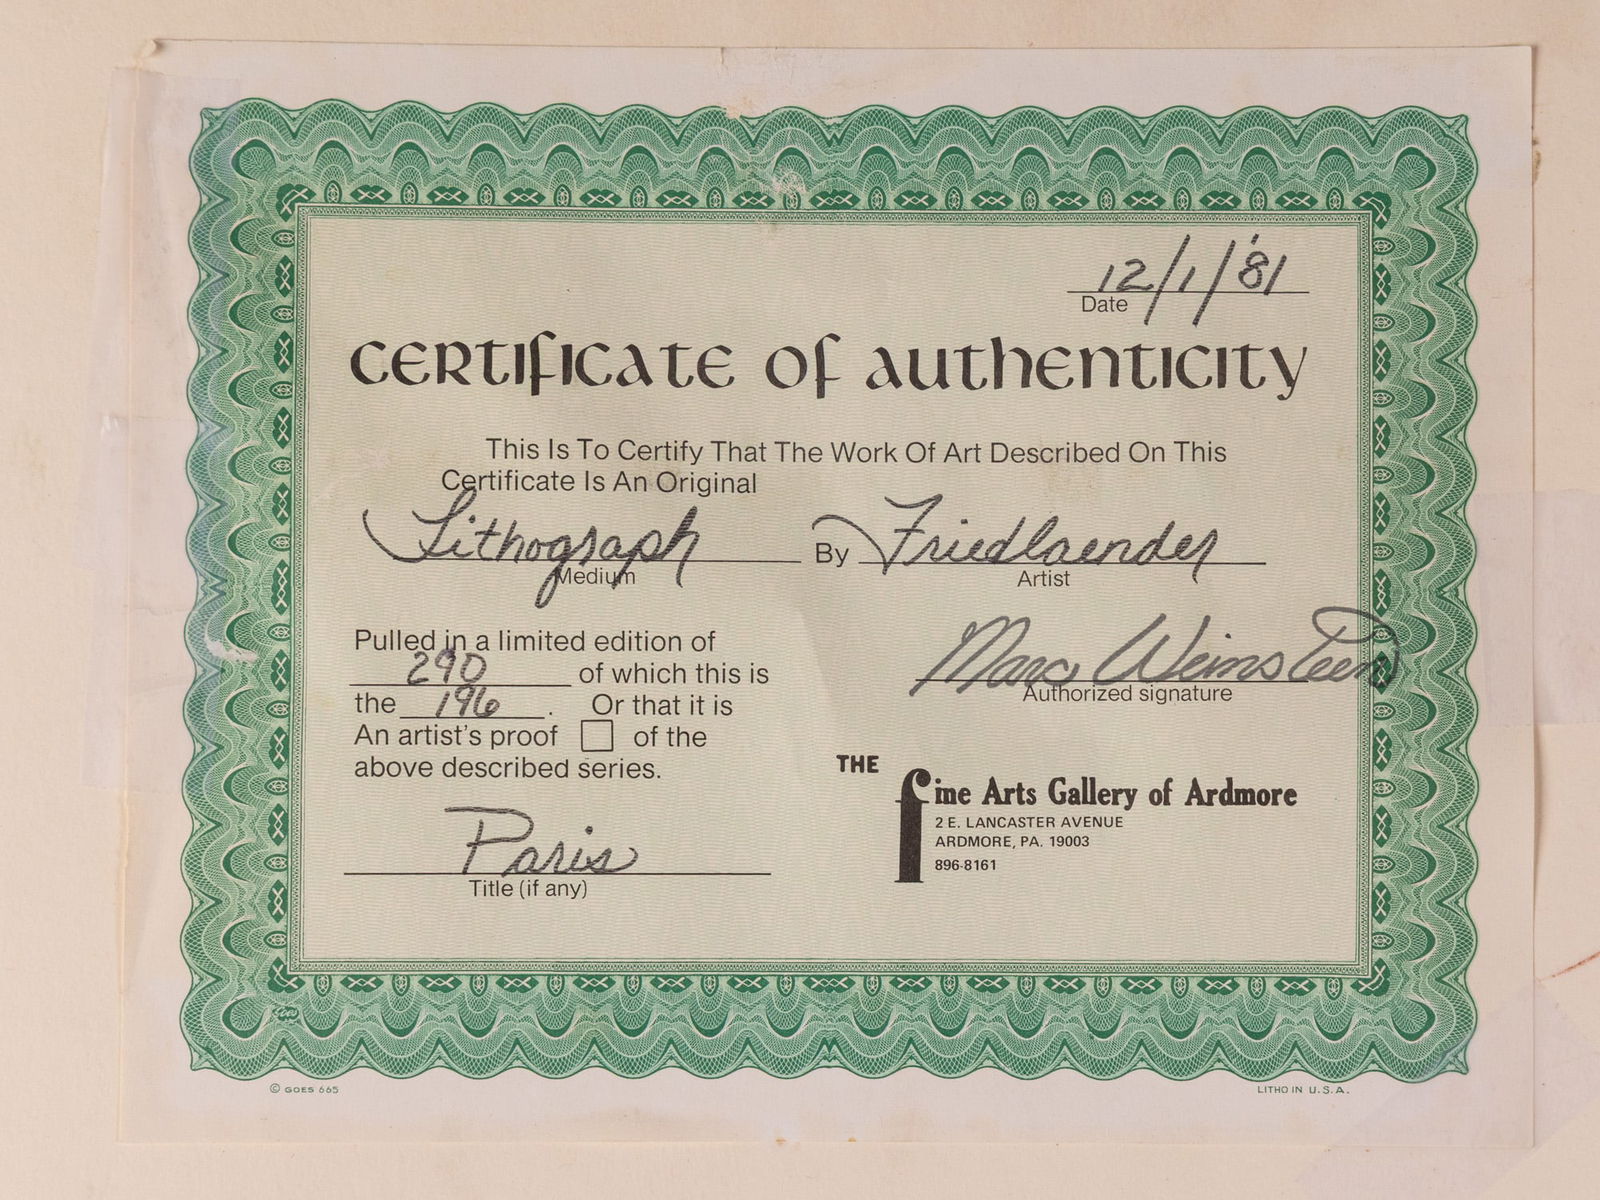 12/1/'81
Date
CERTIFICATE OF AUTHENTICITY
This Is To Certify That The Work Of Art Described On This
Certificate Is An Original
Lithograph By Friedlaender
Medium Artist
Pulled in a limited edition of
290 of which this is
the 196. Or that it is
An artist's proof of the
above described series.
Paris
Title (if any)
Marc Weinsteen
Authorized signature
THE
fine Arts Gallery of Ardmore
2 E. LANCASTER AVENUE
ARDMORE, PA. 19003
896-8161
© GOES 665
LITHO IN U.S.A.